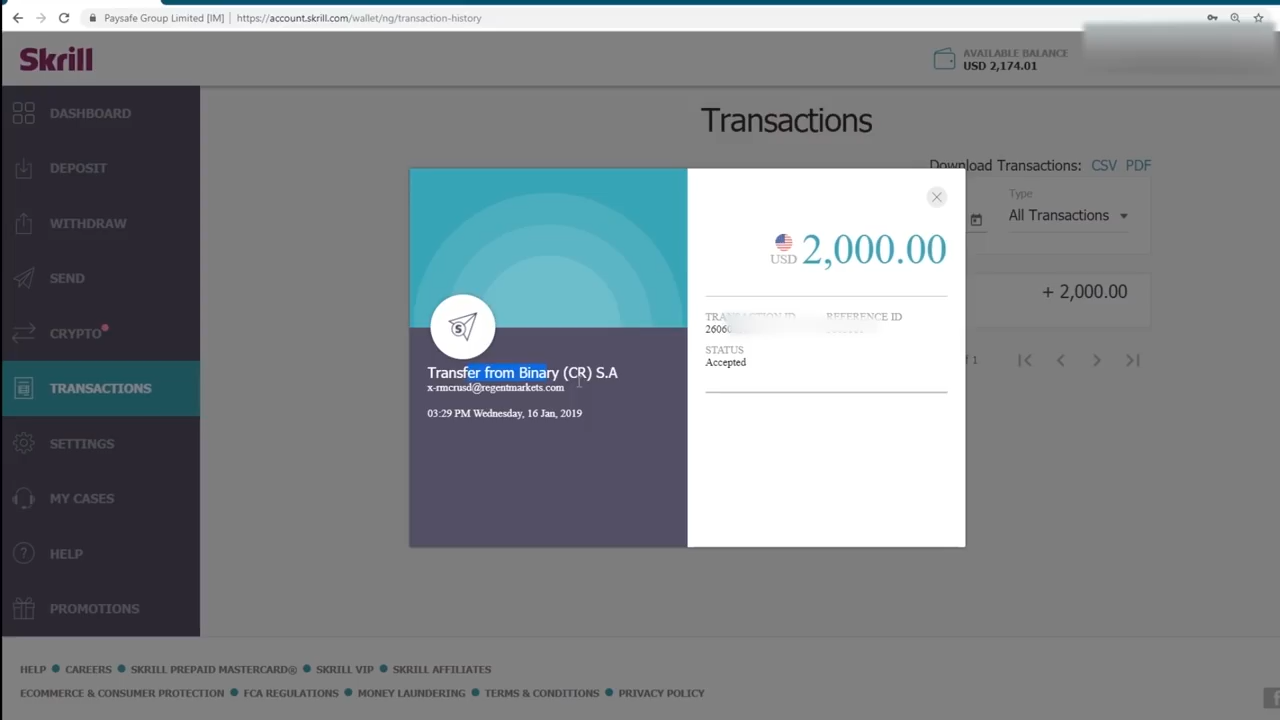 Paysafe Group Limited [IM] | https://account.skrill.com/wallet/ng/transaction-history
Skrill
AVAILABLE BALANCE
USD 2,174.01
DASHBOARD
DEPOSIT
WITHDRAW
SEND
CRYPTO
TRANSACTIONS
SETTINGS
MY CASES
HELP
PROMOTIONS
Transactions
Download Transactions: CSV PDF
Type
All Transactions
+ 2,000.00
1
Transfer from Binary (CR) S.A
x-rmcrusd@regentmarkets.com
03:29 PM Wednesday, 16 Jan, 2019
USD 2,000.00
TRANSACTION ID REFERENCE ID
STATUS
Accepted
HELP CAREERS SKRILL PREPAID MASTERCARD® SKRILL VIP SKRILL AFFILIATES
ECOMMERCE & CONSUMER PROTECTION FCA REGULATIONS MONEY LAUNDERING TERMS & CONDITIONS PRIVACY POLICY